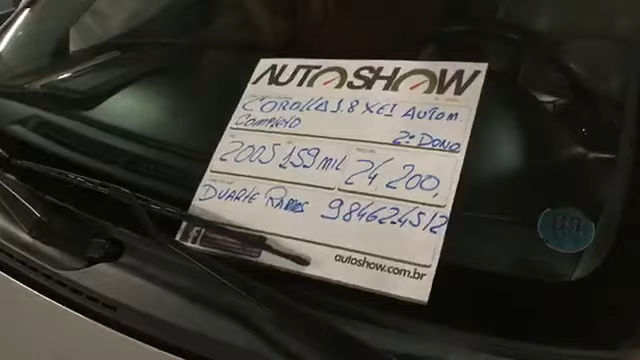 AUTOSHOW
COROLLA 1.8 XEI AUTOM
COMPLETO 2º DONO
2005 159 MIL 24 200,
DUARTE 984624512
autoshow.com.br